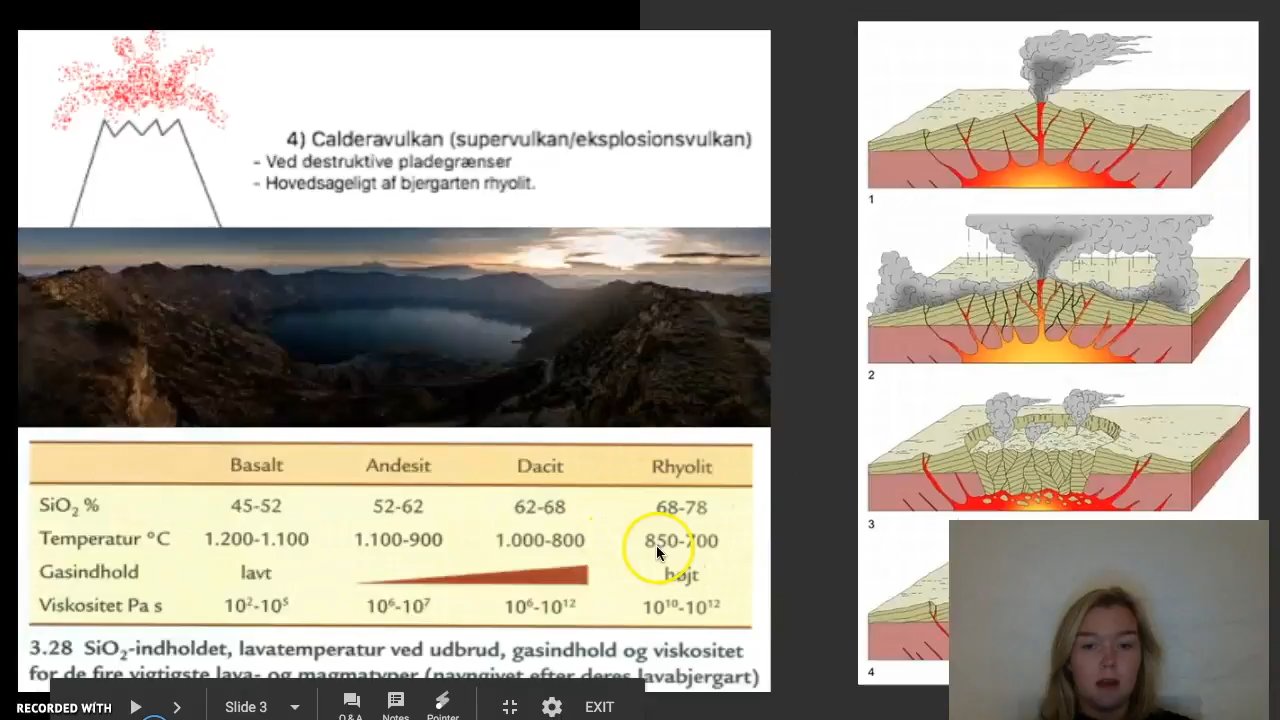 4) Calderavulkan (supervulkan/eksplosionsvulkan)
- Ved destruktive pladegrænser
- Hovedsageligt af bjergarten rhyolit.
Basalt Andesit Dacit Rhyolit
SiO₂ % 45-52 52-62 62-68 68-78
Temperatur °C 1.200-1.100 1.100-900 1.000-800 850-700
Gasindhold lavt højt
Viskositet Pa s 10²-10⁵ 10⁶-10⁷ 10⁶-10¹² 10¹⁰-10¹²
3.28 SiO₂-indholdet, lavatemperatur ved udbrud, gasindhold og viskositet
for de fire vigtigste lava- og magmatyper (navngivet efter deres lavabjergart)
1
2
3
4
RECORDED WITH
Slide 3
Q&A
Notes
Pointer
EXIT